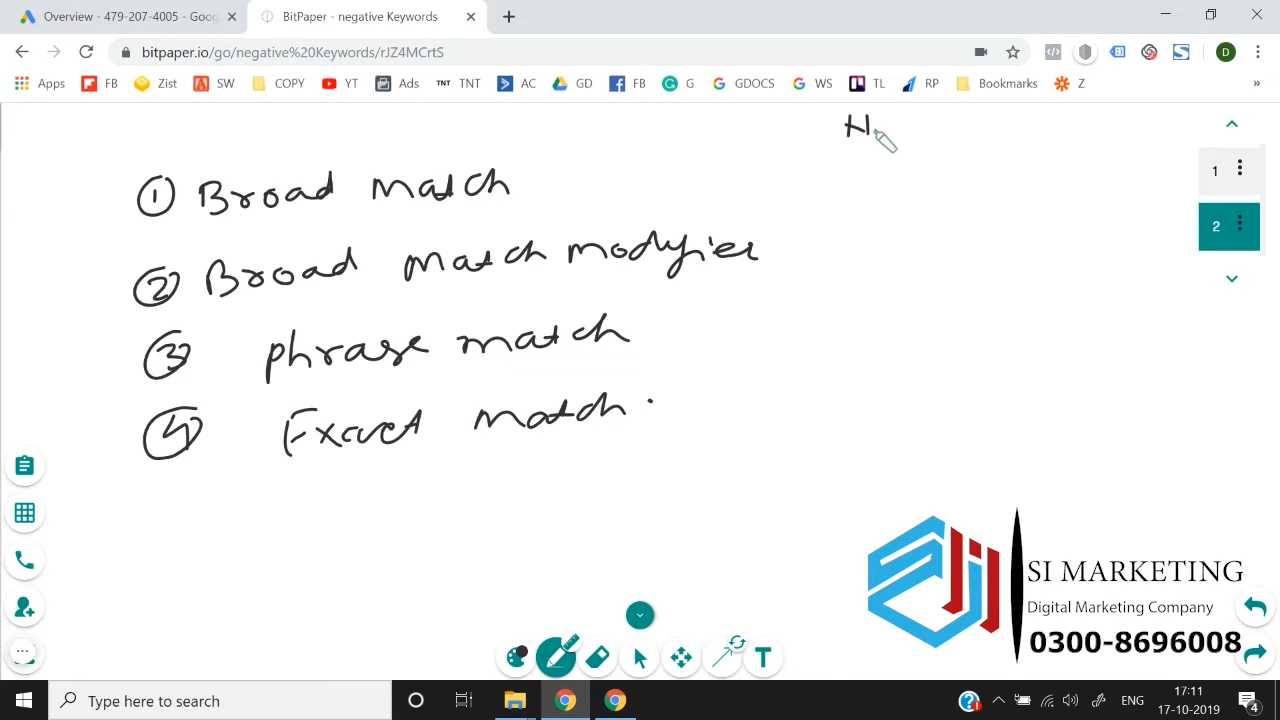 Overview - 479-207-4005 - Goog
BitPaper - negative Keywords
bitpaper.io/go/negative%20Keywords/rJZ4MCrtS
D
Apps FB Zist SW COPY YT Ads TNT TNT AC GD FB G GDOCS WS TL RP Bookmarks Z »
H
① Broad match
② Broad match modifier
③ phrase match
④ Exact match.
1
2
T
SI MARKETING
Digital Marketing Company
0300-8696008
Type here to search
ENG
17:11
17-10-2019
4